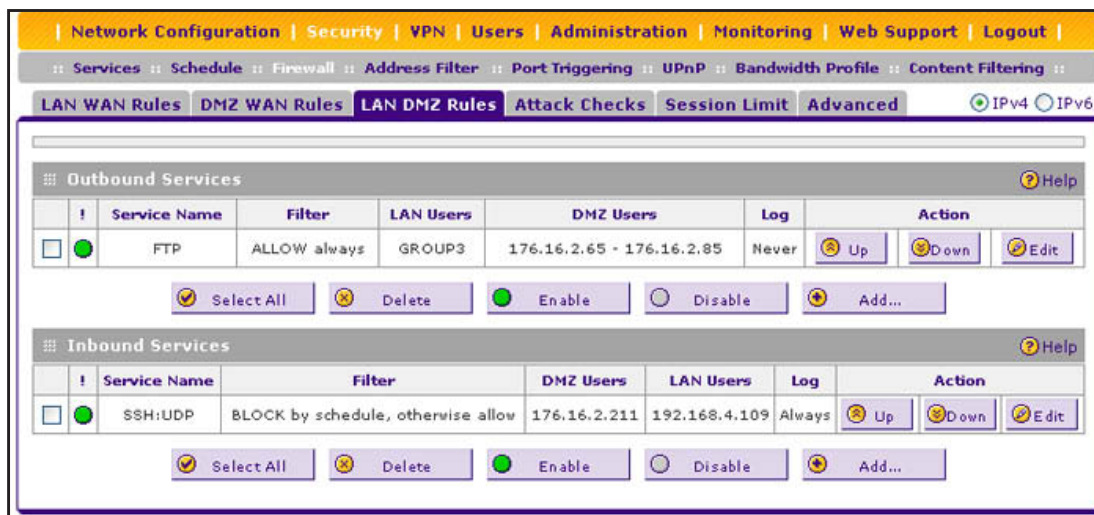 | Network Configuration | Security | VPN | Users | Administration | Monitoring | Web Support | Logout |
:: Services :: Schedule :: Firewall :: Address Filter :: Port Triggering :: UPnP :: Bandwidth Profile :: Content Filtering ::
LAN WAN Rules DMZ WAN Rules LAN DMZ Rules Attack Checks Session Limit Advanced IPv4 IPv6
Outbound Services Help
! Service Name Filter LAN Users DMZ Users Log Action
FTP ALLOW always GROUP3 176.16.2.65 - 176.16.2.85 Never Up Down Edit
Select All Delete Enable Disable Add...
Inbound Services Help
! Service Name Filter DMZ Users LAN Users Log Action
SSH:UDP BLOCK by schedule, otherwise allow 176.16.2.211 192.168.4.109 Always Up Down Edit
Select All Delete Enable Disable Add...